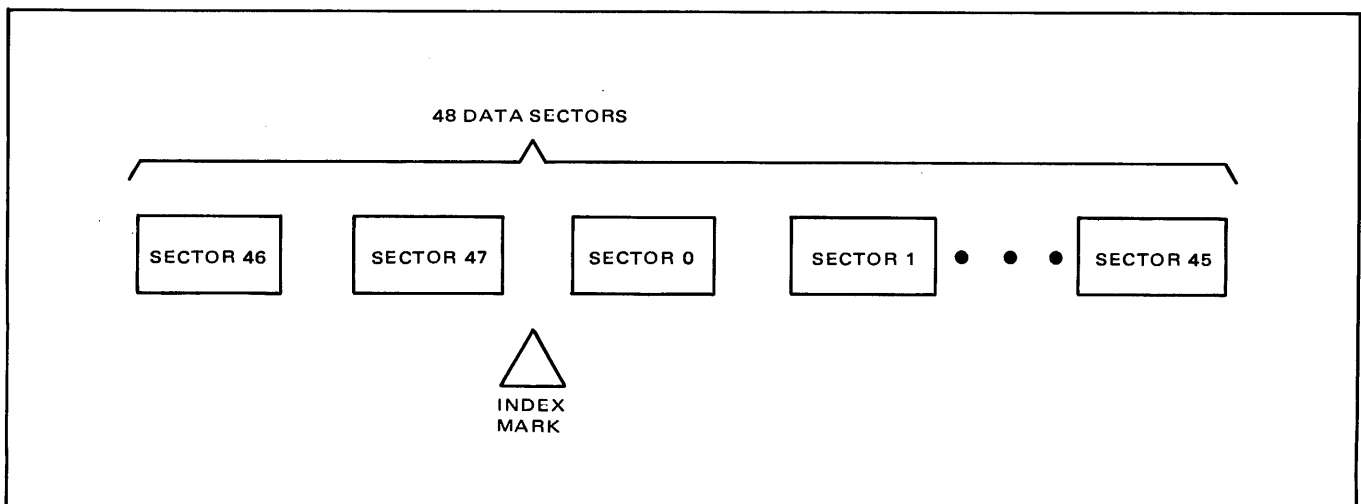 48 DATA SECTORS
SECTOR 46
SECTOR 47
SECTOR 0
SECTOR 1
SECTOR 45
INDEX
MARK